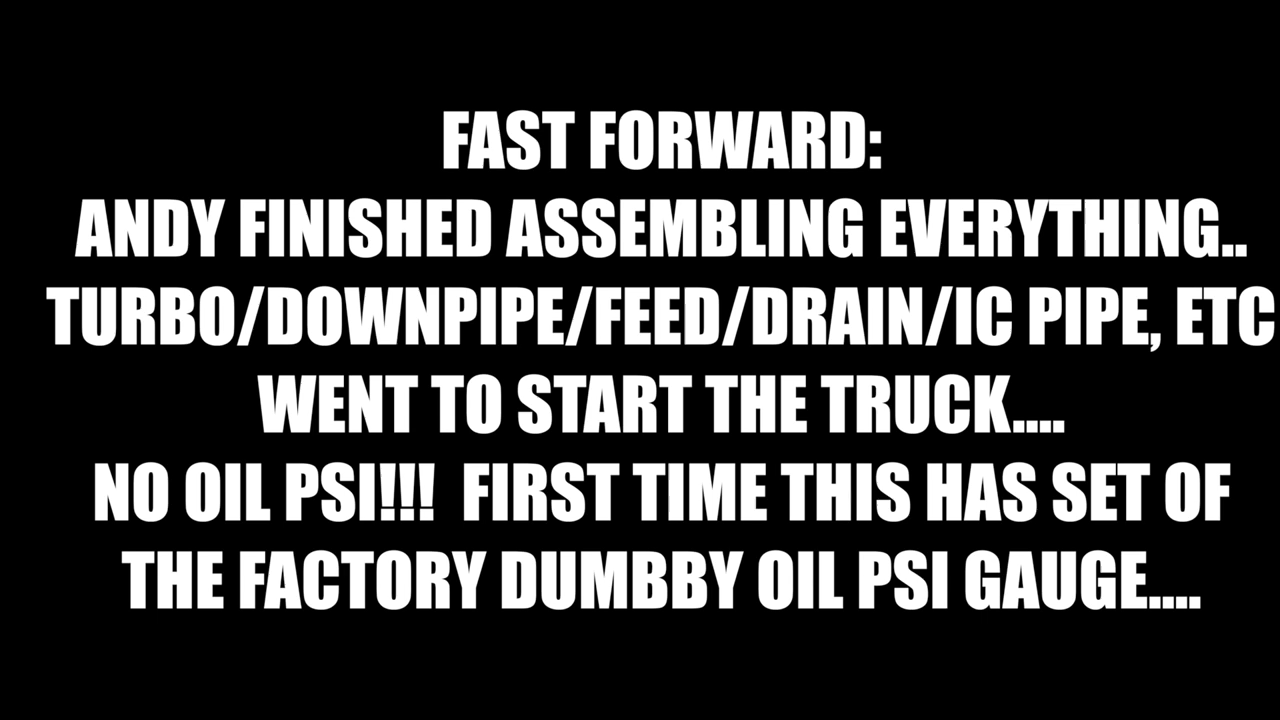 FAST FORWARD:
ANDY FINISHED ASSEMBLING EVERYTHING..
TURBO/DOWNPIPE/FEED/DRAIN/IC PIPE, ETC
WENT TO START THE TRUCK....
NO OIL PSI!!! FIRST TIME THIS HAS SET OF
THE FACTORY DUMBBY OIL PSI GAUGE....